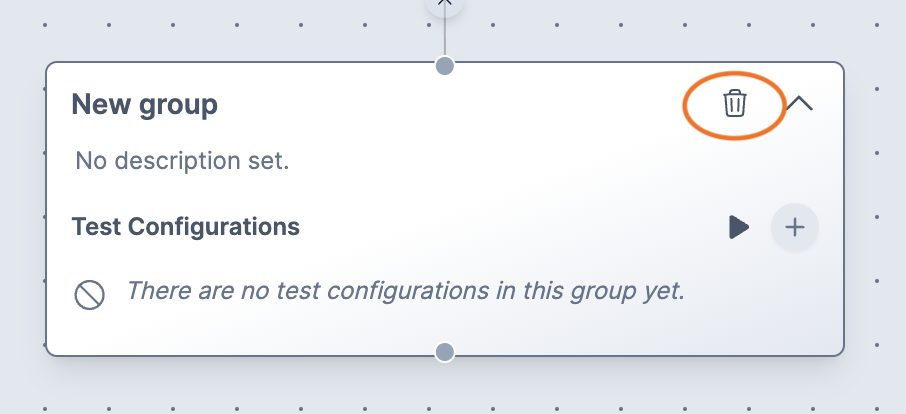 New group
No description set.
Test Configurations
There are no test configurations in this group yet.